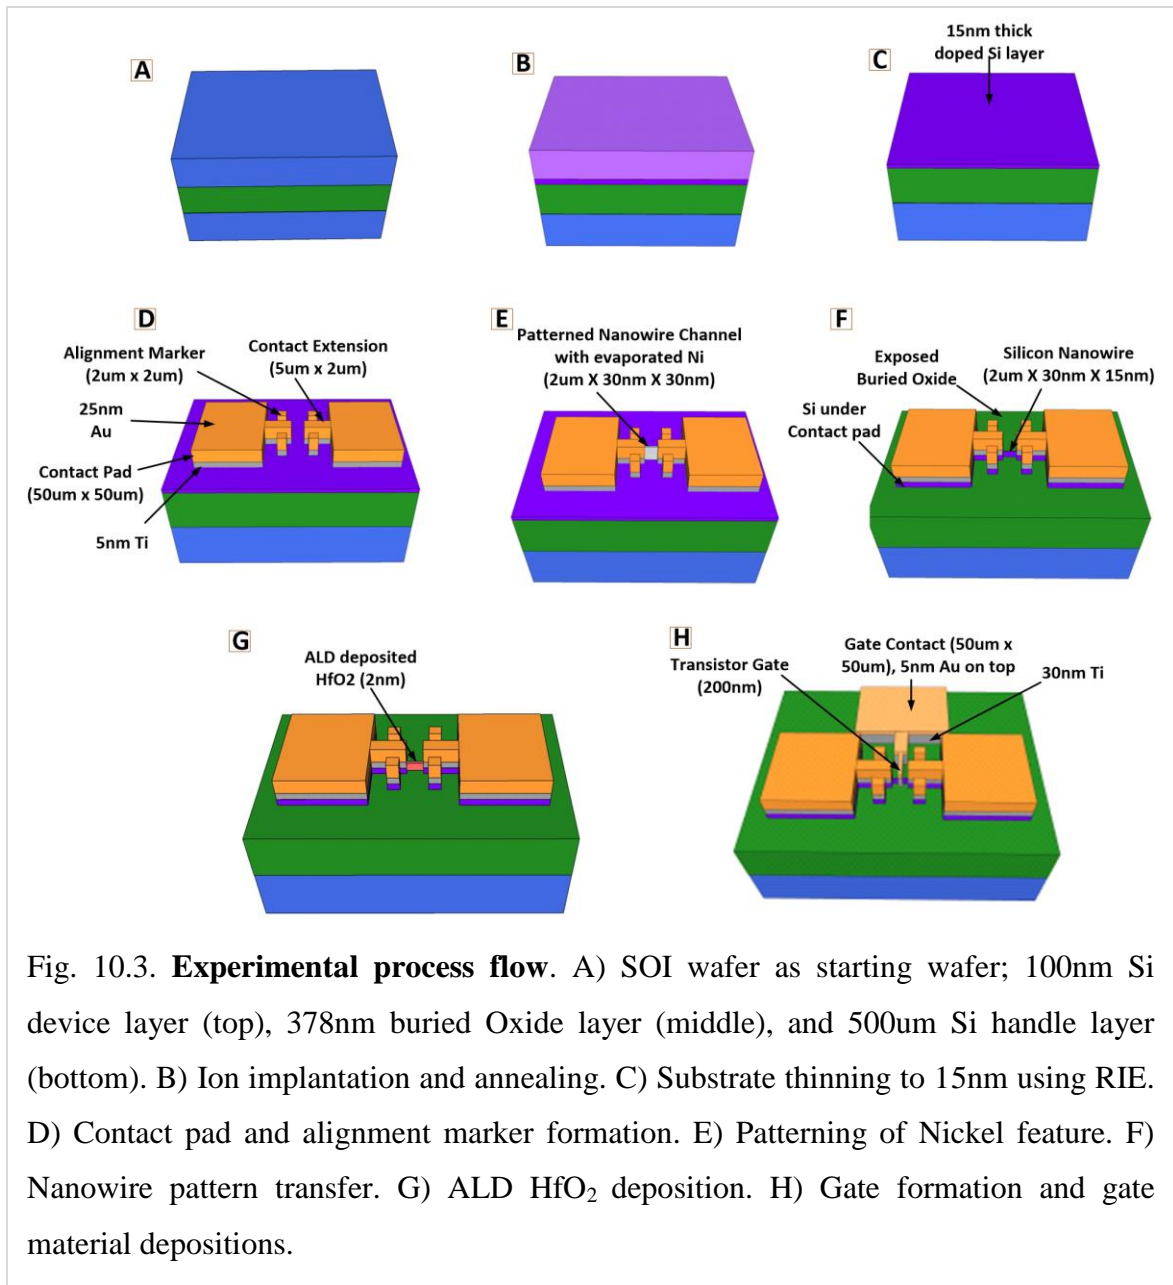 A
B
C
15nm thick
doped Si layer
D
Alignment Marker
(2um x 2um)
Contact Extension
(5um x 2um)
25nm
Au
Contact Pad
(50um x 50um)
5nm Ti
E
Patterned Nanowire Channel
with evaporated Ni
(2um X 30nm X 30nm)
F
Exposed
Buried Oxide
Silicon Nanowire
(2um X 30nm X 15nm)
Si under
Contact pad
G
ALD deposited
HfO2 (2nm)
H
Transistor Gate
(200nm)
Gate Contact (50um x
50um), 5nm Au on top
30nm Ti
Fig. 10.3. Experimental process flow. A) SOI wafer as starting wafer; 100nm Si
device layer (top), 378nm buried Oxide layer (middle), and 500um Si handle layer
(bottom). B) Ion implantation and annealing. C) Substrate thinning to 15nm using RIE.
D) Contact pad and alignment marker formation. E) Patterning of Nickel feature. F)
Nanowire pattern transfer. G) ALD HfO₂ deposition. H) Gate formation and gate
material depositions.